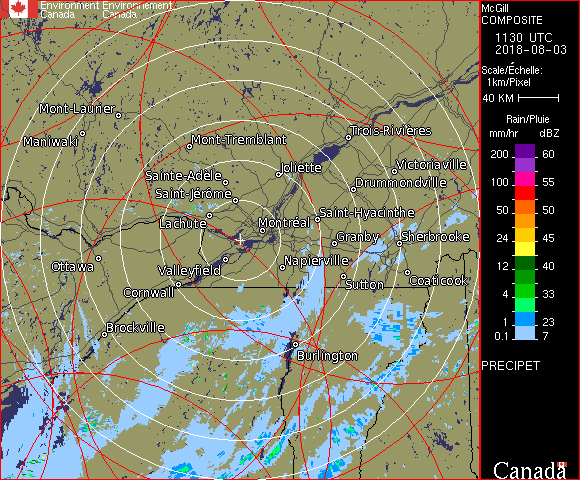 Environment Environnement
Canada Canada
McGill
COMPOSITE
1130 UTC
2018-08-03
Scale/Échelle:
1km/Pixel
40 KM
Rain/Pluie
mm/hr dBZ
200 60
100 55
50 50
24 45
12 40
4 33
1 23
0.1 7
PRECIPET
Canada
Mont-Laurier
Maniwaki
Mont-Tremblant
Trois-Rivières
Joliette
Victoriaville
Sainte-Adèle
Drummondville
Saint-Jérôme
Saint-Hyacinthe
Lachute
Montréal
Granby
Sherbrooke
Ottawa
Valleyfield
Napierville
Cornwall
Sutton
Coaticook
Brockville
Burlington